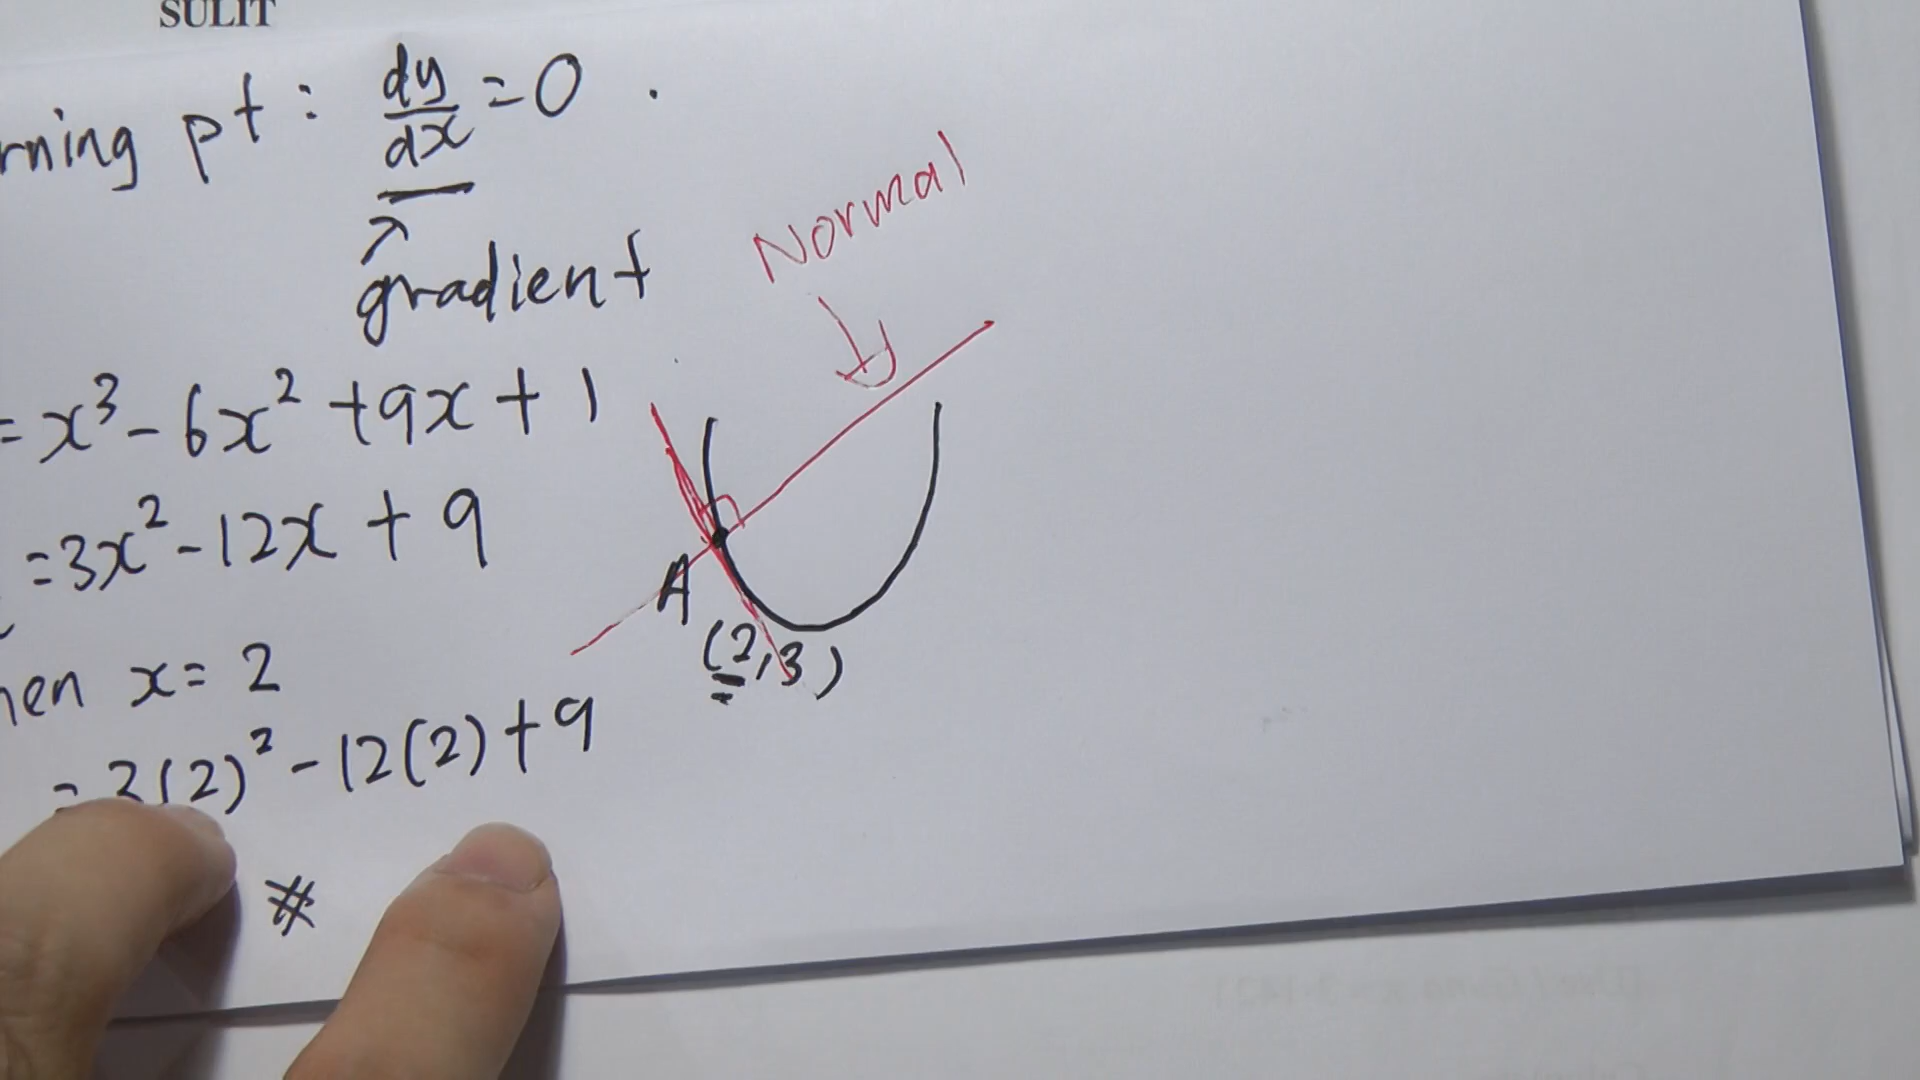 SULIT
rning pt : dy/dx = 0 .
gradient
Normal
= x³ - 6x² + 9x + 1
= 3x² - 12x + 9
A
(2, 3)
hen x = 2
= 3(2)² - 12(2) + 9